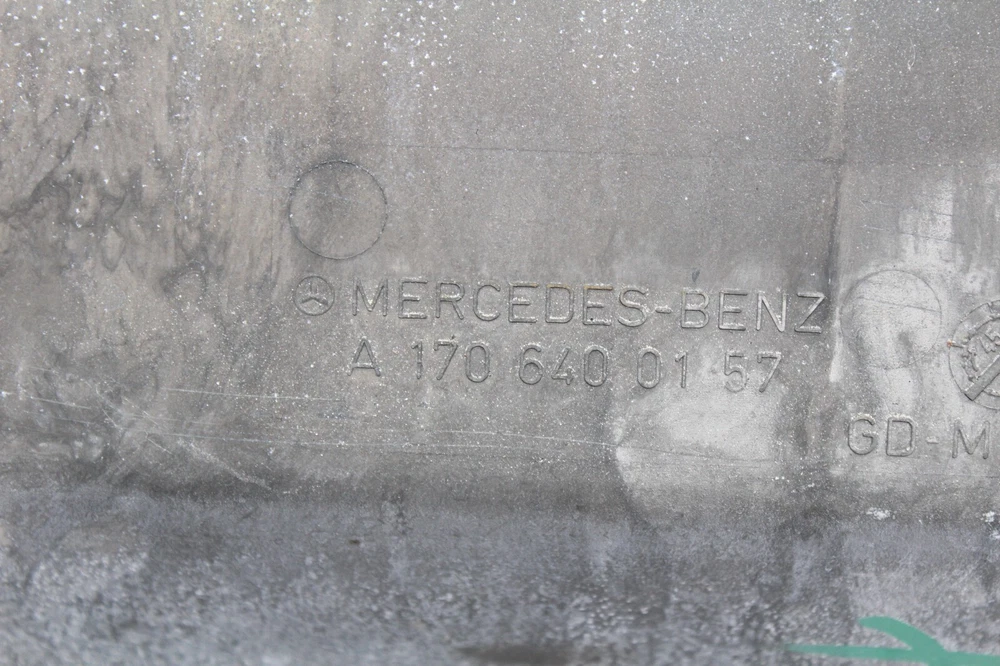 MERCEDES-BENZ
A 170 640 01 57
GD-M